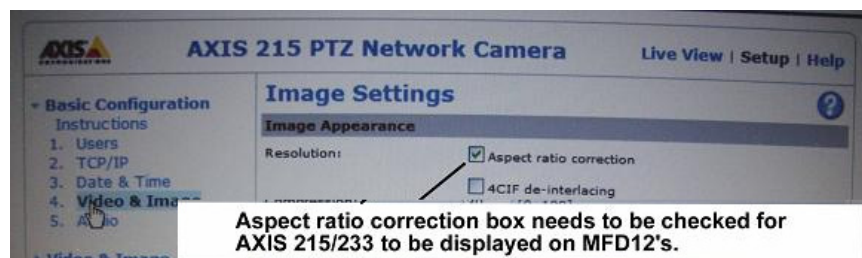 AXIS
COMMUNICATIONS
AXIS 215 PTZ Network Camera
Live View | Setup | Help
Basic Configuration
Instructions
1. Users
2. TCP/IP
3. Date & Time
4. Video & Image
5. Audio
Image Settings
Image Appearance
Resolution:
Aspect ratio correction
4CIF de-interlacing
Aspect ratio correction box needs to be checked for
AXIS 215/233 to be displayed on MFD12's.